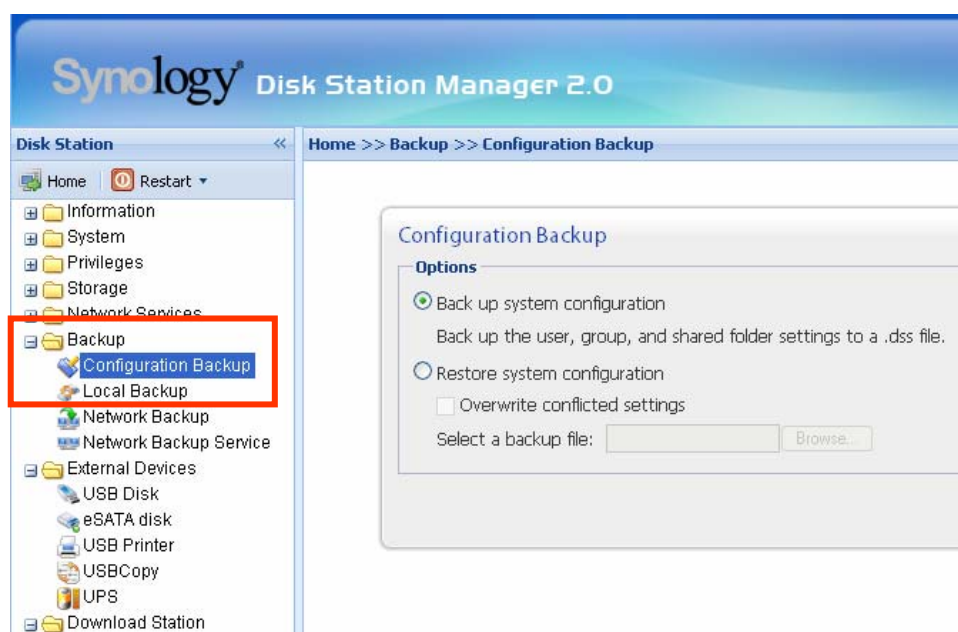 Synology Disk Station Manager 2.0
Disk Station «
Home >> Backup >> Configuration Backup
Home Restart
Information
System
Privileges
Storage
Network Services
Backup
Configuration Backup
Local Backup
Network Backup
Network Backup Service
External Devices
USB Disk
eSATA disk
USB Printer
USBCopy
UPS
Download Station
Configuration Backup
Options
Back up system configuration
Back up the user, group, and shared folder settings to a .dss file.
Restore system configuration
Overwrite conflicted settings
Select a backup file: Browse...